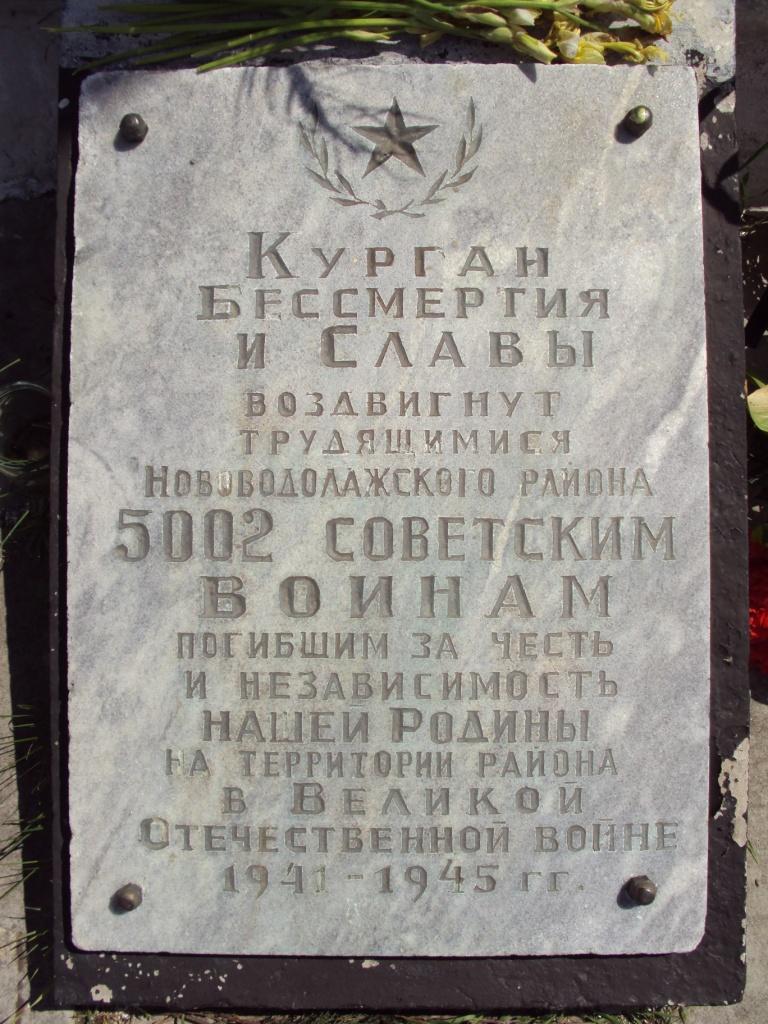 Курган
Бессмертия
и Славы
воздвигнут
трудящимися
Нововодолажского района
5002 советским
воинам
погибшим за честь
и независимость
нашей Родины
на территории района
в Великой
Отечественной войне
1941-1945 гг.